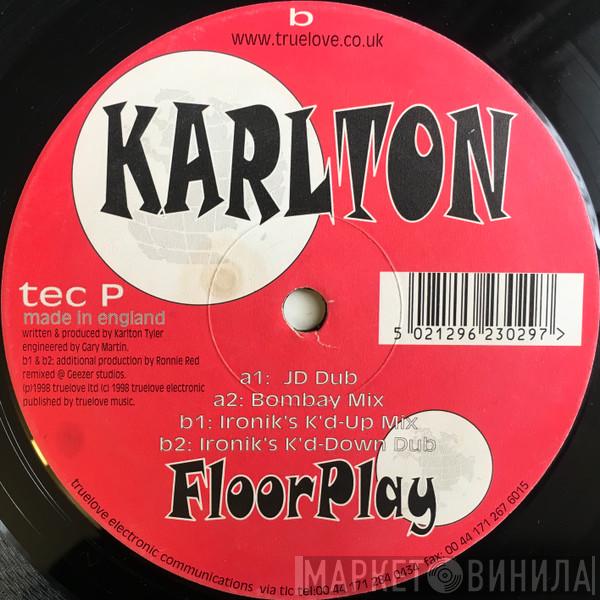 b
www.truelove.co.uk
KARLTON
tec P
made in england
written & produced by Karlton Tyler
engineered by Gary Martin.
b1 & b2: additional production by Ronnie Red
remixed @ Geezer studios.
(p)1998 truelove ltd (c) 1998 truelove electronic
published by truelove music.
5 021296 230297 >
a1: JD Dub
a2: Bombay Mix
b1: Ironik's K'd-Up Mix
b2: Ironik's K'd-Down Dub
FloorPlay
truelove electronic communications via tlc tel:00 44 171 284 0434 fax: 00 44 171 267 6015
МАРКЕТ ВИНИЛА